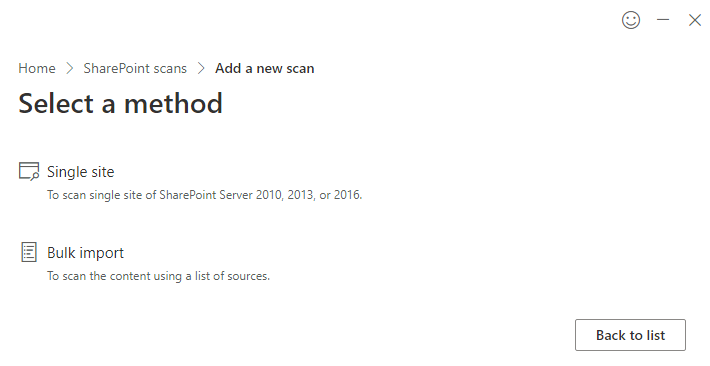 Home > SharePoint scans > Add a new scan
Select a method
Single site
To scan single site of SharePoint Server 2010, 2013, or 2016.
Bulk import
To scan the content using a list of sources.
Back to list